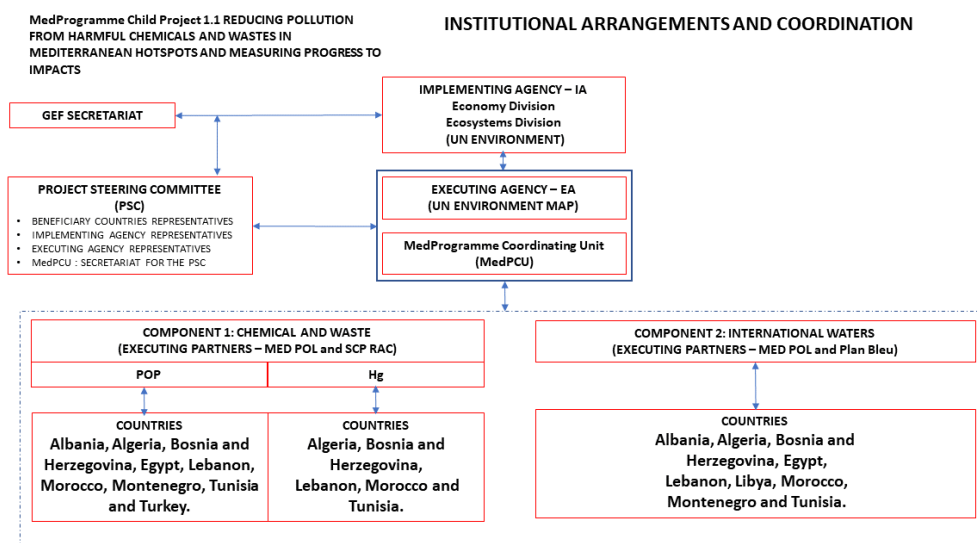 MedProgramme Child Project 1.1 REDUCING POLLUTION
FROM HARMFUL CHEMICALS AND WASTES IN
MEDITERRANEAN HOTSPOTS AND MEASURING PROGRESS TO
IMPACTS
INSTITUTIONAL ARRANGEMENTS AND COORDINATION
IMPLEMENTING AGENCY – IA
Economy Division
Ecosystems Division
(UN ENVIRONMENT)
GEF SECRETARIAT
PROJECT STEERING COMMITTEE
(PSC)
• BENEFICIARY COUNTRIES REPRESENTATIVES
• IMPLEMENTING AGENCY REPRESENTATIVES
• EXECUTING AGENCY REPRESENTATIVES
• MedPCU : SECRETARIAT FOR THE PSC
EXECUTING AGENCY – EA
(UN ENVIRONMENT MAP)
MedProgramme Coordinating Unit
(MedPCU)
COMPONENT 1: CHEMICAL AND WASTE
(EXECUTING PARTNERS – MED POL and SCP RAC)
POP
Hg
COUNTRIES
Albania, Algeria, Bosnia and
Herzegovina, Egypt, Lebanon,
Morocco, Montenegro, Tunisia
and Turkey.
COUNTRIES
Algeria, Bosnia and
Herzegovina,
Lebanon, Morocco and
Tunisia.
COMPONENT 2: INTERNATIONAL WATERS
(EXECUTING PARTNERS – MED POL and Plan Bleu)
COUNTRIES
Albania, Algeria, Bosnia and
Herzegovina, Egypt,
Lebanon, Libya, Morocco,
Montenegro and Tunisia.